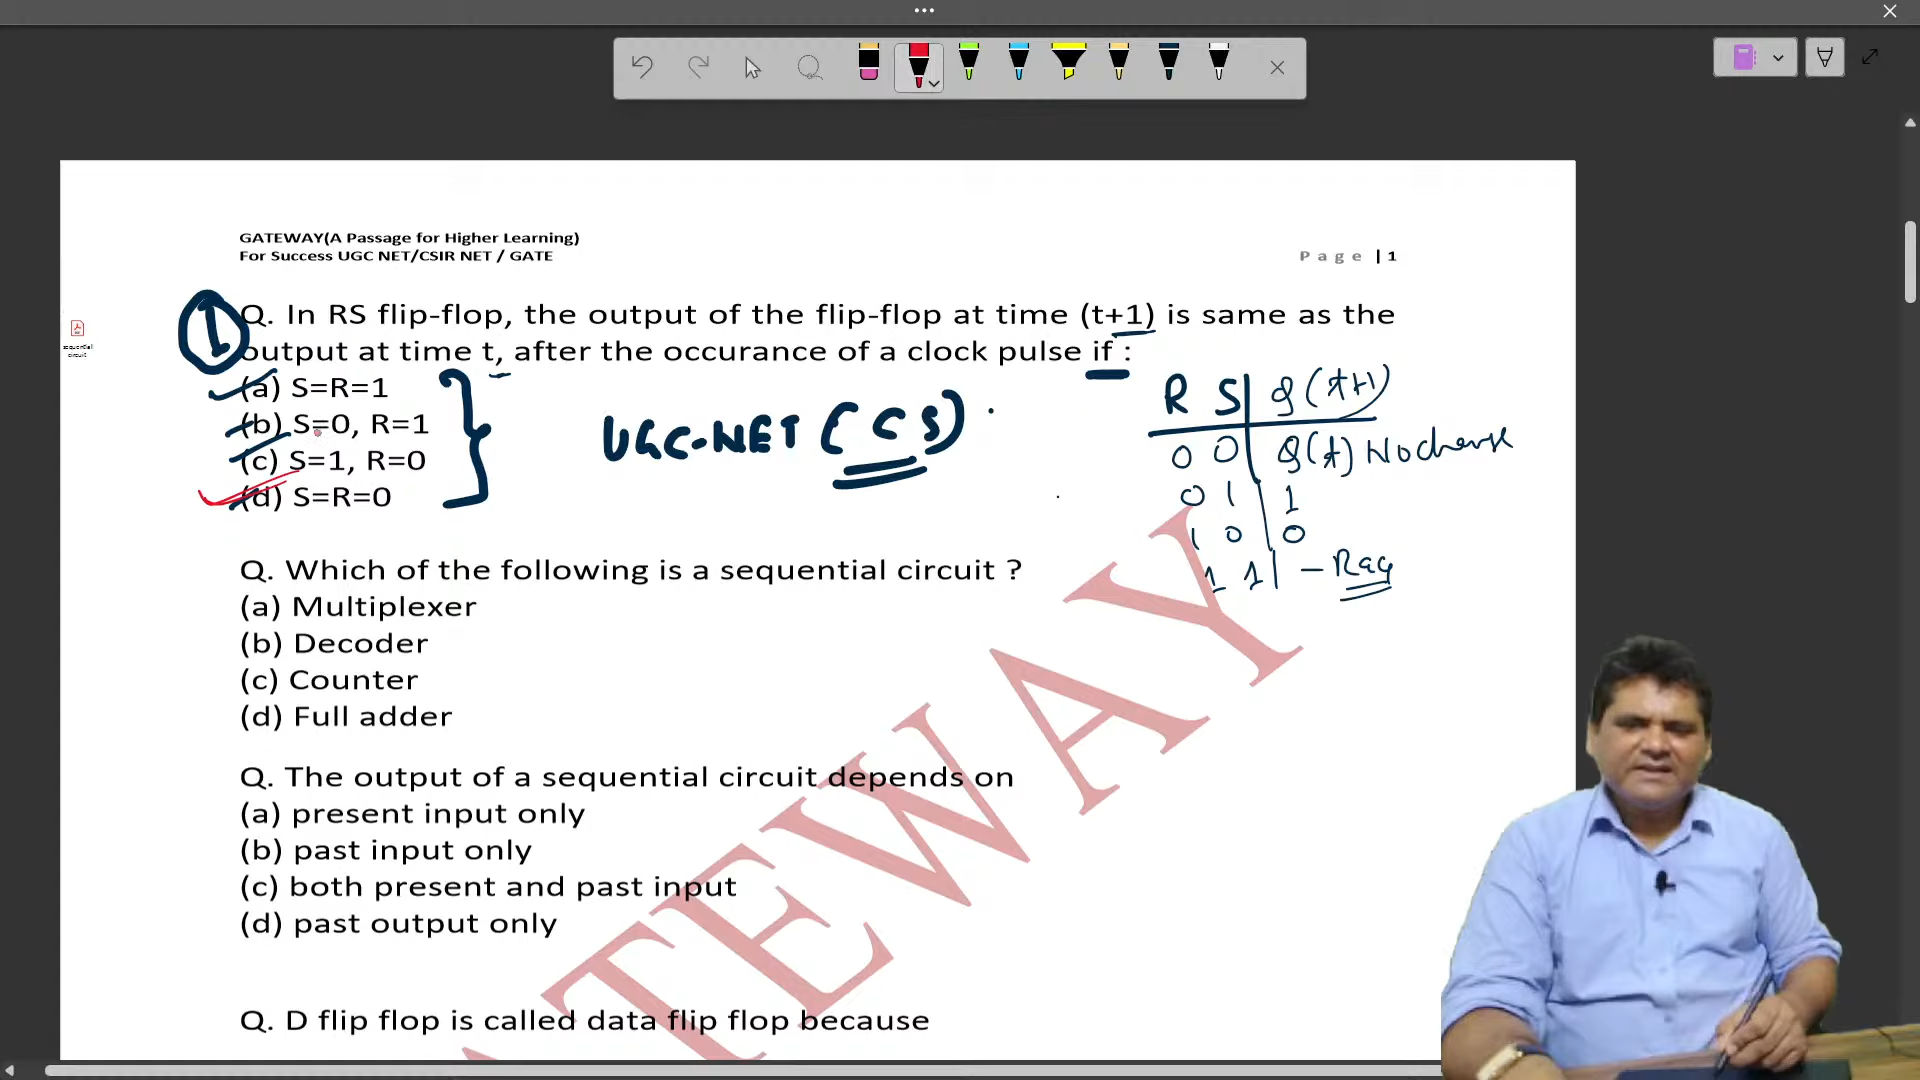 GATEWAY(A Passage for Higher Learning)
For Success UGC NET/CSIR NET / GATE
Page |1
1
Q. In RS flip-flop, the output of the flip-flop at time (t+1) is same as the
output at time t, after the occurance of a clock pulse if :
(a) S=R=1
(b) S=0, R=1
(c) S=1, R=0
(d) S=R=0
UGC-NET (CS)
R S Q(t+1)
0 0 Q(t) No change
0 1 1
1 0 0
1 1 -
Q. Which of the following is a sequential circuit ?
(a) Multiplexer
(b) Decoder
(c) Counter
(d) Full adder
Q. The output of a sequential circuit depends on
(a) present input only
(b) past input only
(c) both present and past input
(d) past output only
Q. D flip flop is called data flip flop because
sequential
circuit
ATEWAY